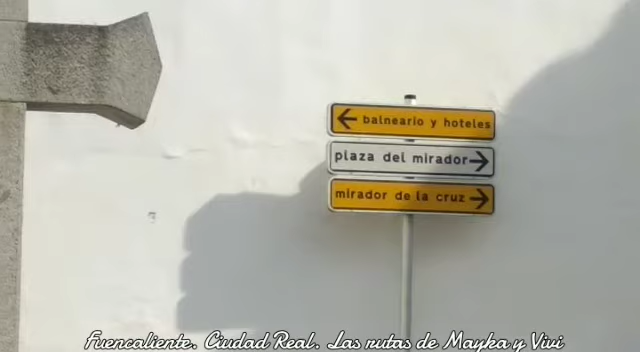 balneario y hoteles
plaza del mirador
mirador de la cruz
Fuencaliente. Ciudad Real. Las rutas de Mayka y Vivi